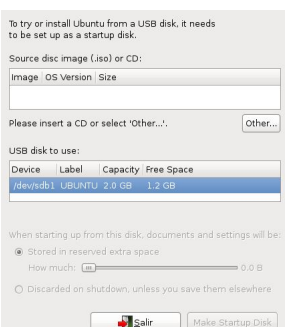 To try or install Ubuntu from a USB disk, it needs
to be set up as a startup disk.
Source disc image (.iso) or CD:
Image OS Version Size
Please insert a CD or select 'Other...'. Other...
USB disk to use:
Device Label Capacity Free Space
/dev/sdb1 UBUNTU 2.0 GB 1.2 GB
When starting up from this disk, documents and settings will be:
Stored in reserved extra space
How much: 0.0 B
Discarded on shutdown, unless you save them elsewhere
Salir Make Startup Disk